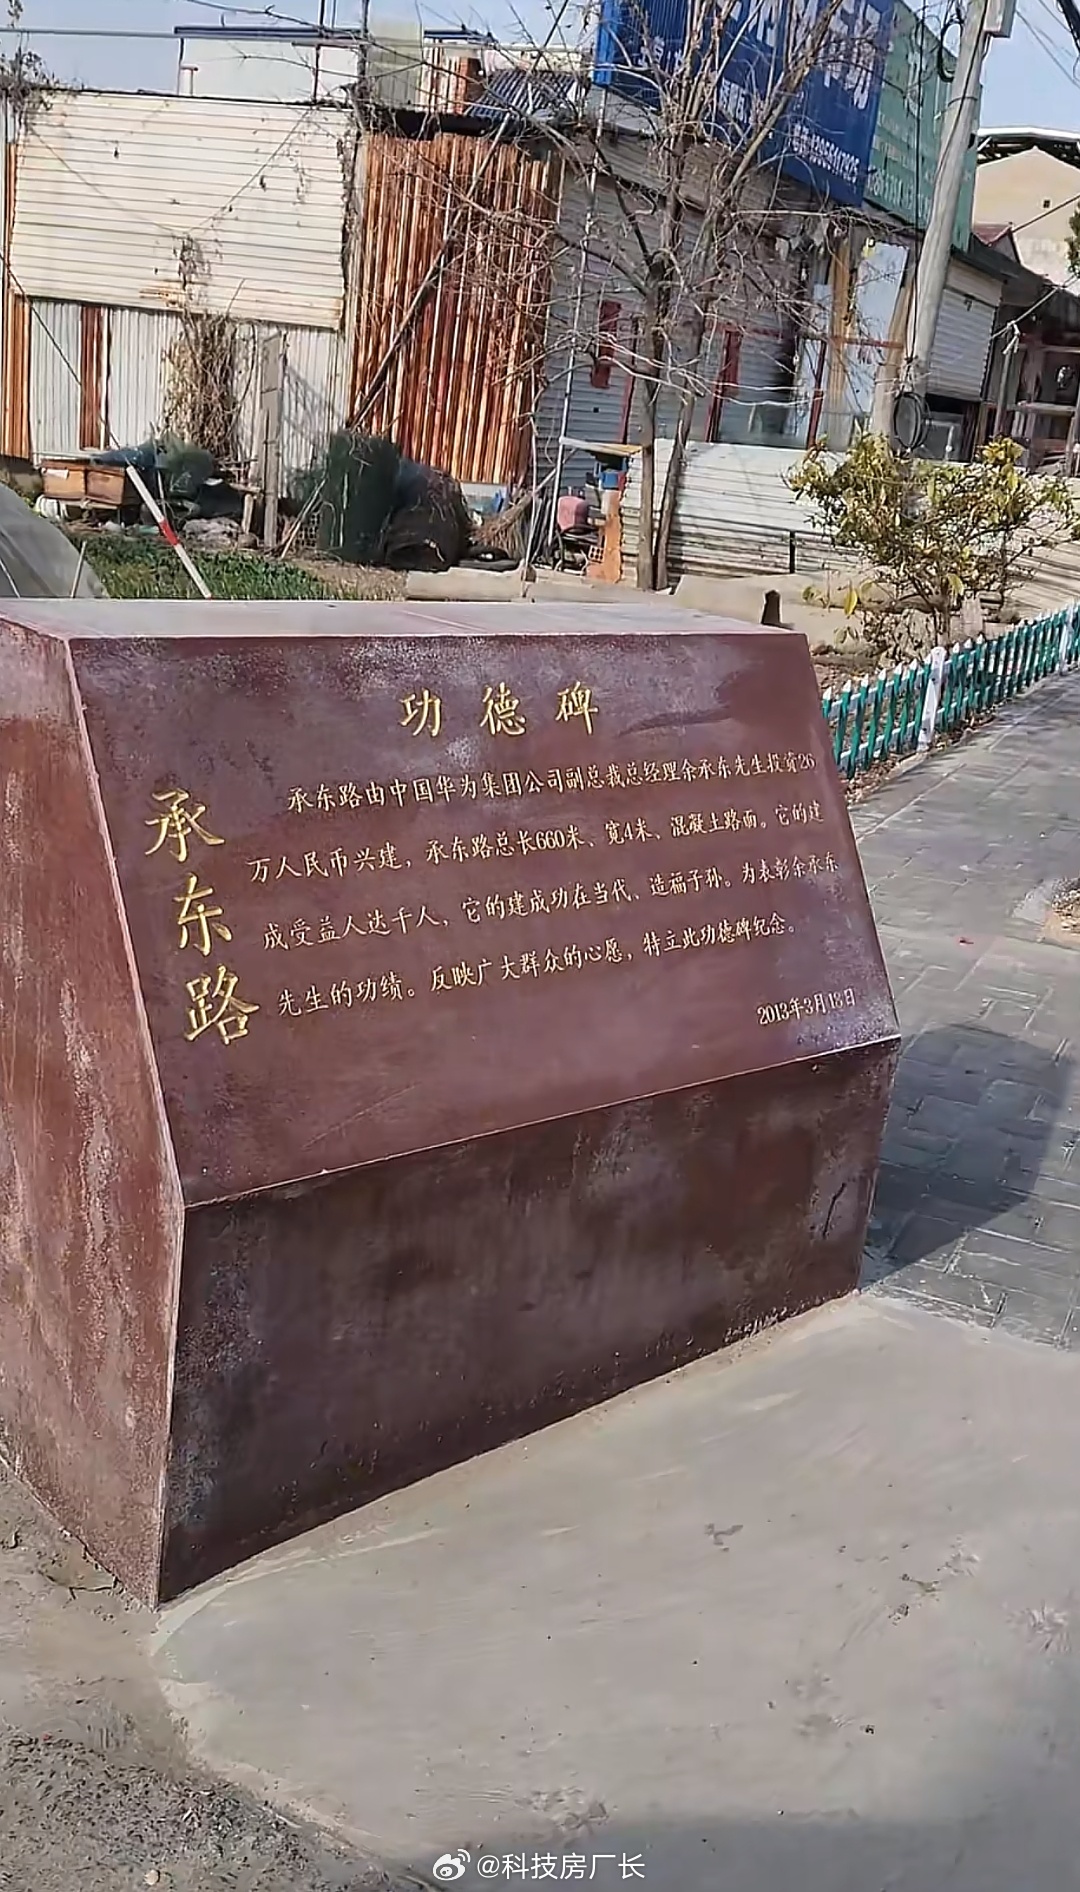 功德碑
承东路
承东路由中国华为集团公司副总裁总经理余承东先生投资26
万人民币兴建，承东路总长660米、宽4米、混凝土路面。它的建
成受益人达千人，它的建成功在当代、造福子孙。为表彰余承东
先生的功绩。反映广大群众的心愿，特立此功德碑纪念。
2013年3月18日
@科技房厂长